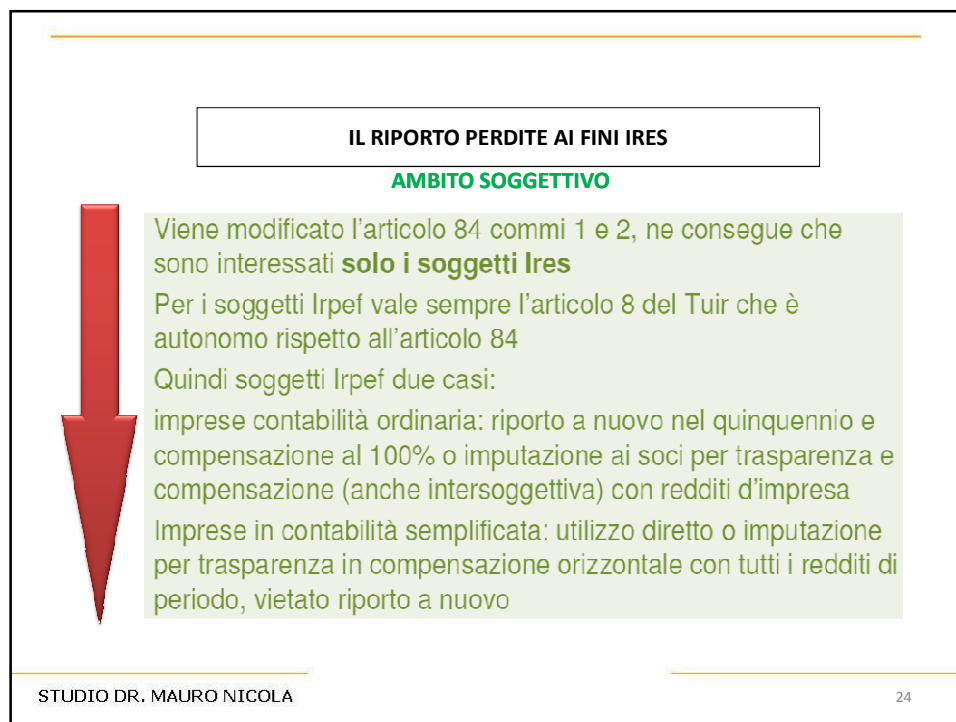 IL RIPORTO PERDITE AI FINI IRES
AMBITO SOGGETTIVO
Viene modificato l'articolo 84 commi 1 e 2, ne consegue che
sono interessati solo i soggetti Ires
Per i soggetti Irpef vale sempre l'articolo 8 del Tuir che è
autonomo rispetto all'articolo 84
Quindi soggetti Irpef due casi:
imprese contabilità ordinaria: riporto a nuovo nel quinquennio e
compensazione al 100% o imputazione ai soci per trasparenza e
compensazione (anche intersoggettiva) con redditi d'impresa
Imprese in contabilità semplificata: utilizzo diretto o imputazione
per trasparenza in compensazione orizzontale con tutti i redditi di
periodo, vietato riporto a nuovo
STUDIO DR. MAURO NICOLA
24